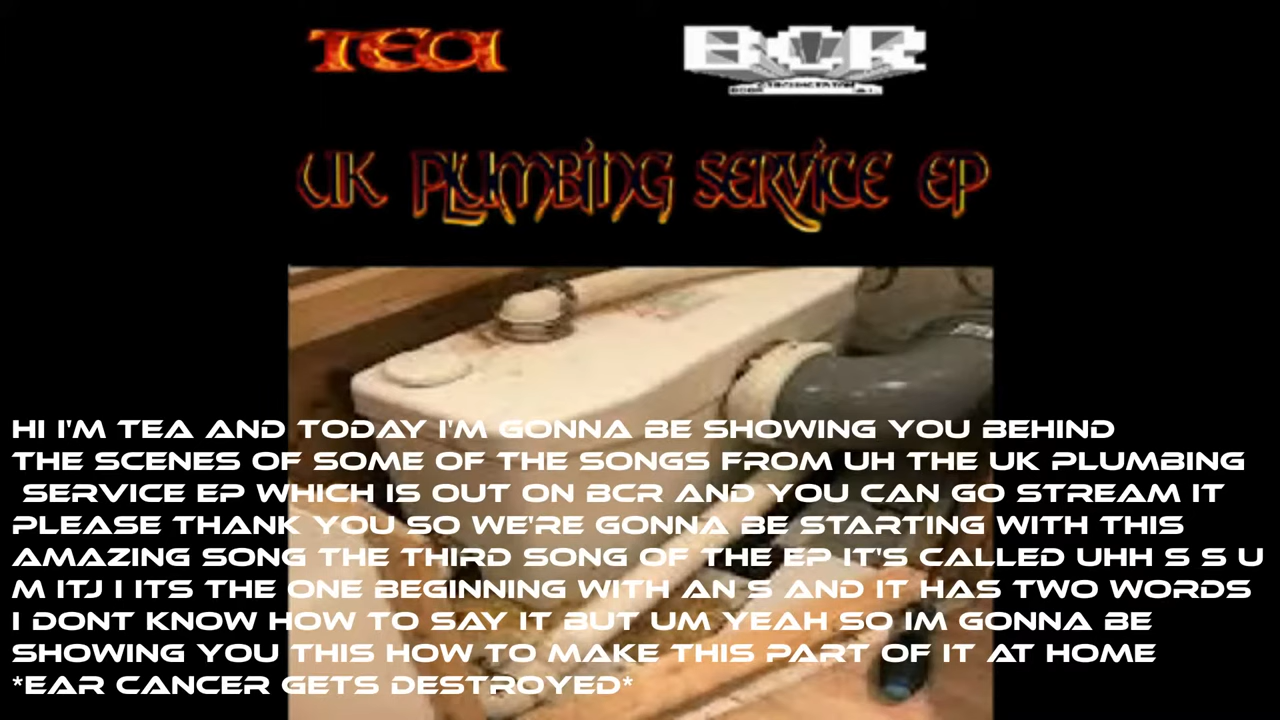 TEA
BCR
UK PLUMBING SERVICE EP
HI I'M TEA AND TODAY I'M GONNA BE SHOWING YOU BEHIND
THE SCENES OF SOME OF THE SONGS FROM UH THE UK PLUMBING
SERVICE EP WHICH IS OUT ON BCR AND YOU CAN GO STREAM IT
PLEASE THANK YOU SO WE'RE GONNA BE STARTING WITH THIS
AMAZING SONG THE THIRD SONG OF THE EP IT'S CALLED UHH S S U
M ITJ I ITS THE ONE BEGINNING WITH AN S AND IT HAS TWO WORDS
I DONT KNOW HOW TO SAY IT BUT UM YEAH SO IM GONNA BE
SHOWING YOU THIS HOW TO MAKE THIS PART OF IT AT HOME
*EAR CANCER GETS DESTROYED*